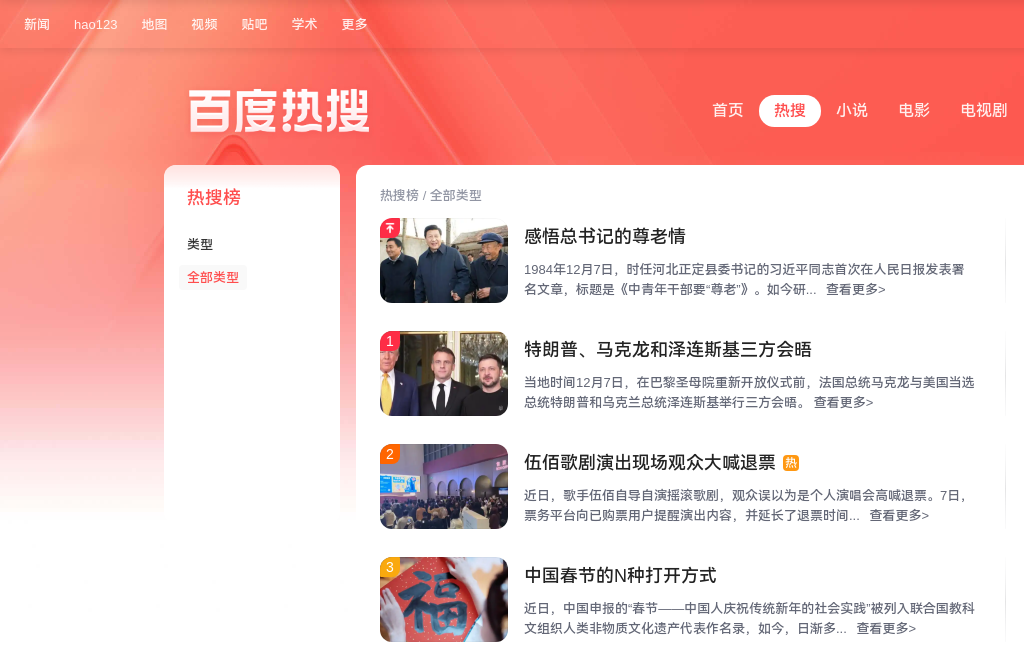 新闻 hao123 地图 视频 贴吧 学术 更多
百度热搜
首页 热搜 小说 电影 电视剧
热搜榜
类型
全部类型
热搜榜 / 全部类型
感悟总书记的尊老情
1984年12月7日，时任河北正定县委书记的习近平同志首次在人民日报发表署
名文章，标题是《中青年干部要“尊老”》。如今研... 查看更多>
1
特朗普、马克龙和泽连斯基三方会晤
当地时间12月7日，在巴黎圣母院重新开放仪式前，法国总统马克龙与美国当选
总统特朗普和乌克兰总统泽连斯基举行三方会晤。 查看更多>
2
伍佰歌剧演出现场观众大喊退票 热
近日，歌手伍佰自导自演摇滚歌剧，观众误以为是个人演唱会高喊退票。7日，
票务平台向已购票用户提醒演出内容，并延长了退票时间... 查看更多>
3
福
中国春节的N种打开方式
近日，中国申报的“春节——中国人庆祝传统新年的社会实践”被列入联合国教科
文组织人类非物质文化遗产代表作名录，如今，日渐多... 查看更多>